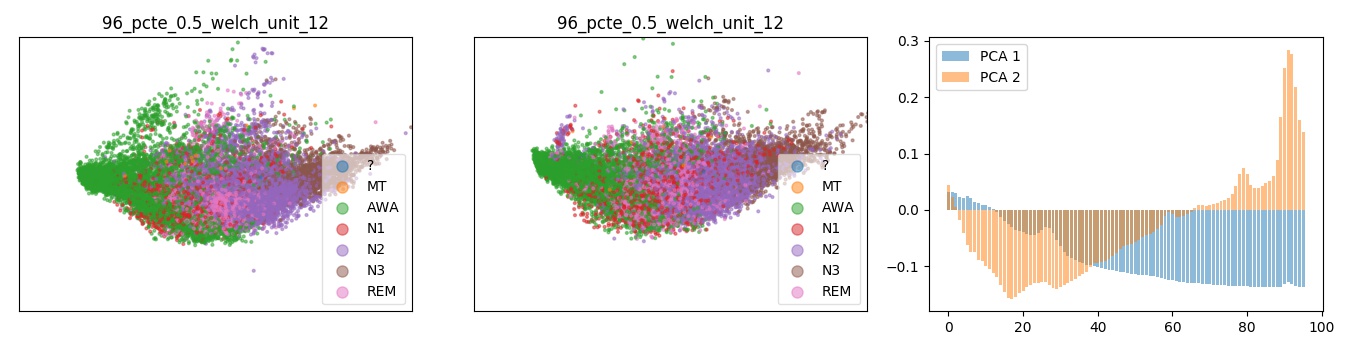 96_pcte_0.5_welch_unit_12
?
MT
AWA
N1
N2
N3
REM
96_pcte_0.5_welch_unit_12
?
MT
AWA
N1
N2
N3
REM
PCA 1
PCA 2
0.3
0.2
0.1
0.0
−0.1
0 20 40 60 80 100